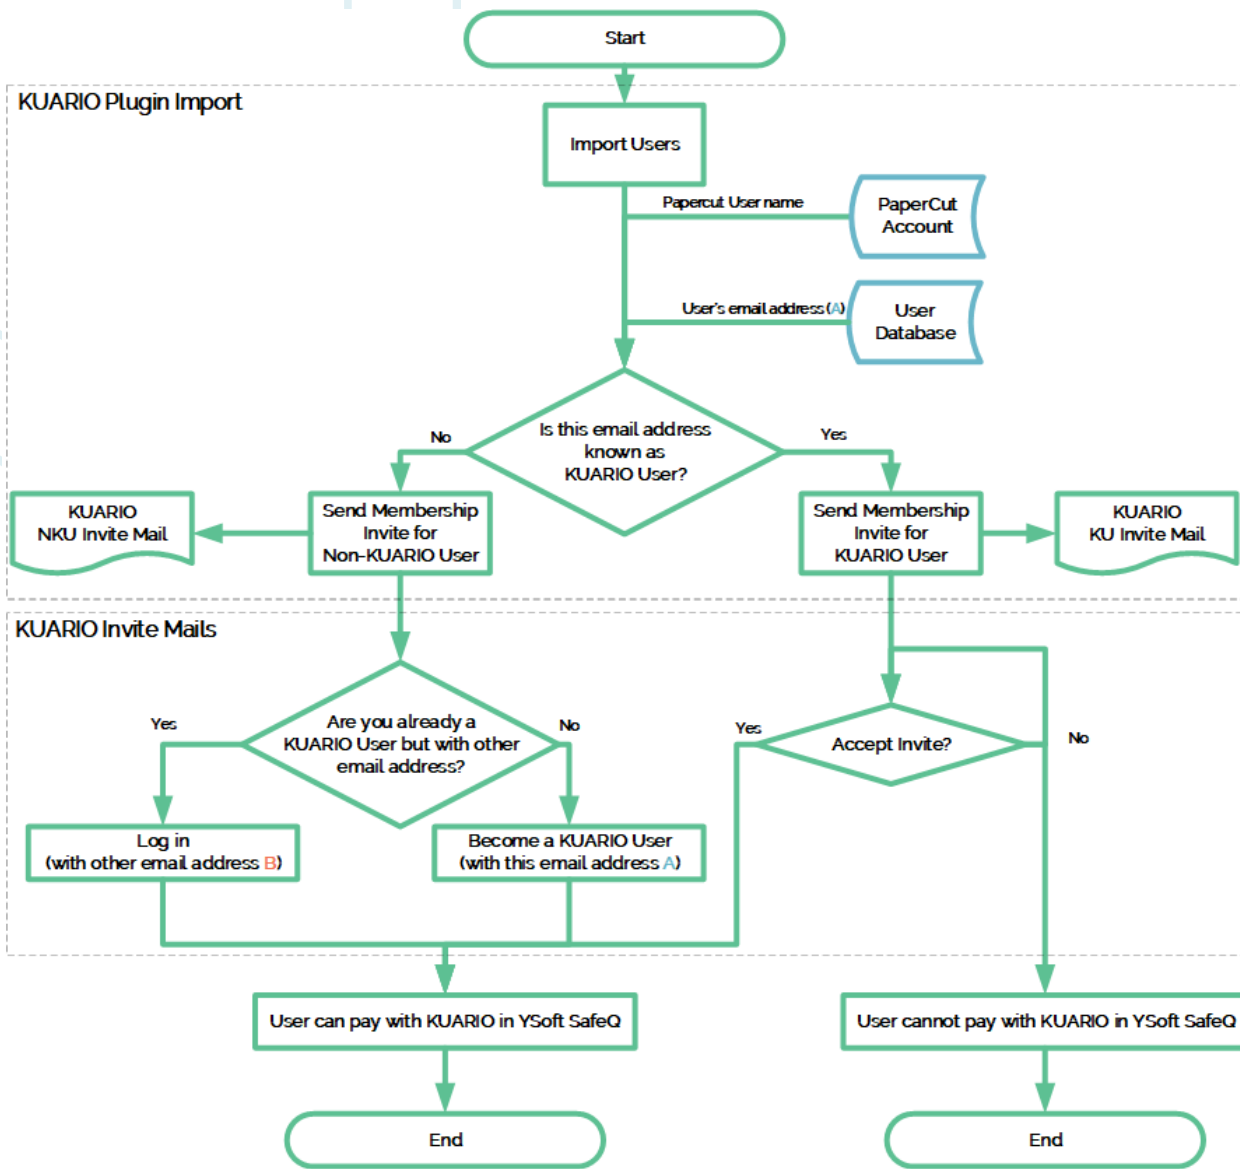 Start
KUARIO Plugin Import
Import Users
Papercut User name
PaperCut
Account
User's email address (A)
User
Database
Is this email address
known as
KUARIO User?
No
Yes
KUARIO
NKU Invite Mail
Send Membership
Invite for
Non-KUARIO User
Send Membership
Invite for
KUARIO User
KUARIO
KU Invite Mail
KUARIO Invite Mails
Are you already a
KUARIO User but with other
email address?
Yes
No
Accept Invite?
Yes
No
Log in
(with other email address B)
Become a KUARIO User
(with this email address A)
User can pay with KUARIO in YSoft SafeQ
User cannot pay with KUARIO in YSoft SafeQ
End
End